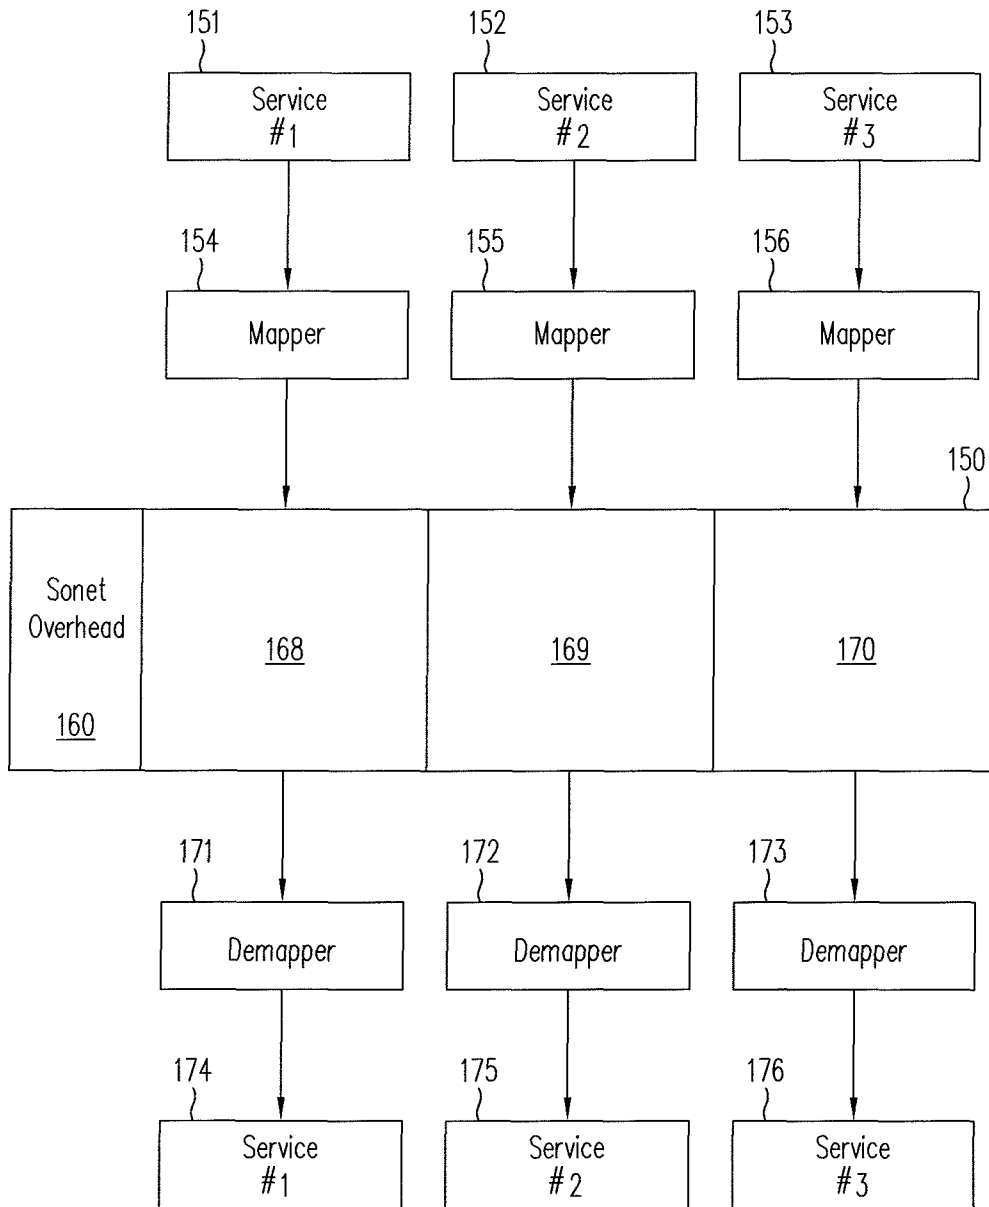 151
152
153
Service
#1
Service
#2
Service
#3
154
155
156
Mapper
Mapper
Mapper
150
Sonet
Overhead
160
168
169
170
171
172
173
Demapper
Demapper
Demapper
174
175
176
Service
#1
Service
#2
Service
#3